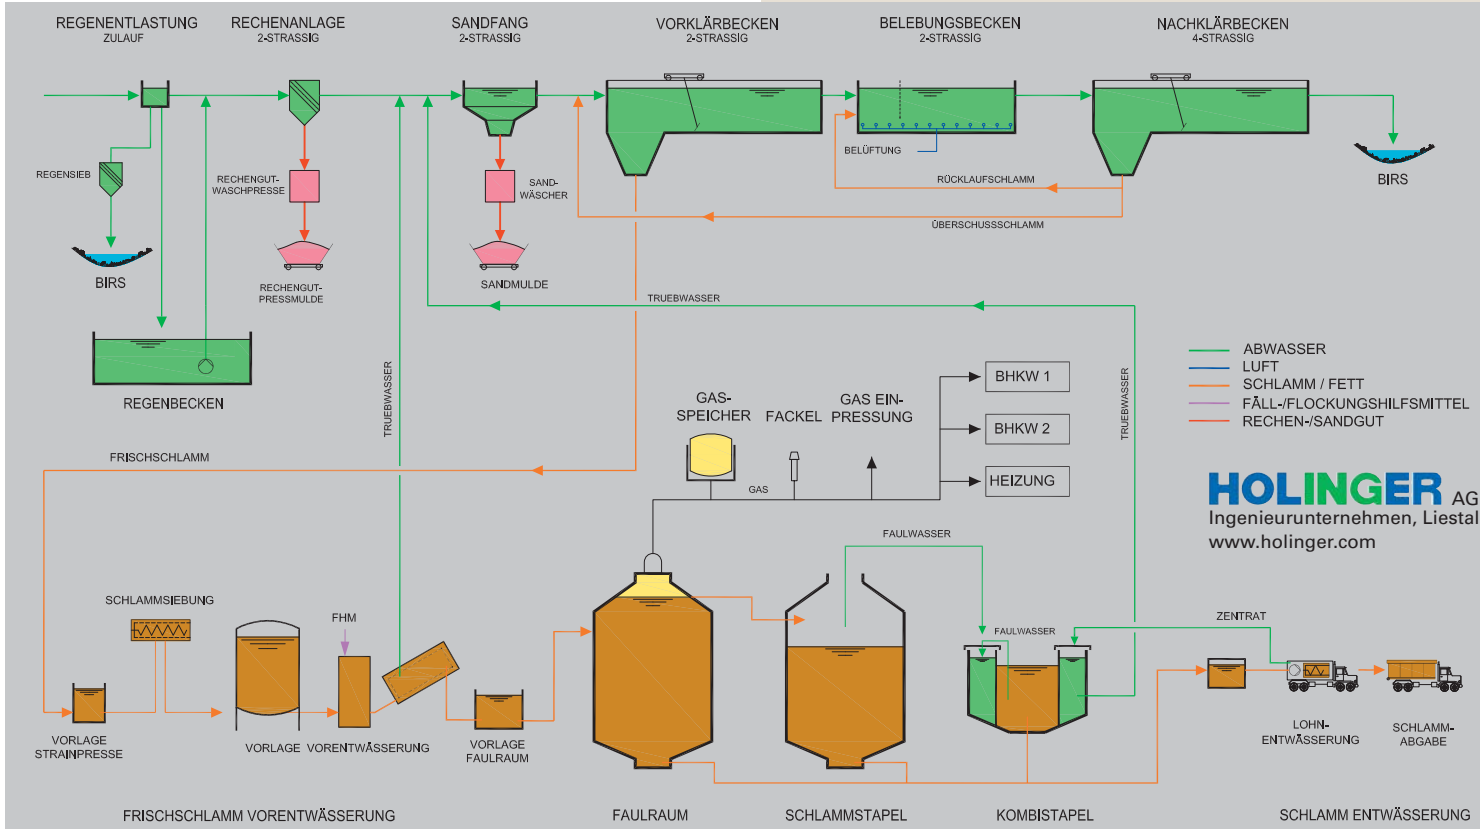 REGENENTLASTUNG
ZULAUF
RECHENANLAGE
2-STRASSIG
SANDFANG
2-STRASSIG
VORKLÄRBECKEN
2-STRASSIG
BELEBUNGSBECKEN
2-STRASSIG
NACHKLÄRBECKEN
4-STRASSIG
REGENSIEB
RECHENGUT-
WASCHPRESSE
SAND-
WÄSCHER
BELÜFTUNG
RÜCKLAUFSCHLAMM
BIRS
ÜBERSCHUSSSCHLAMM
BIRS
RECHENGUT-
PRESSMULDE
SANDMULDE
TRUEBWASSER
REGENBECKEN
TRUEBWASSER
TRUEBWASSER
ABWASSER
LUFT
SCHLAMM / FETT
FÄLL-/FLOCKUNGSHILFSMITTEL
RECHEN-/SANDGUT
GAS-
SPEICHER
FACKEL
GAS EIN-
PRESSUNG
BHKW 1
BHKW 2
HEIZUNG
GAS
FRISCHSCHLAMM
HOLINGER AG
Ingenieurunternehmen, Liestal
www.holinger.com
FAULWASSER
SCHLAMMSIEBUNG
FHM
FAULWASSER
ZENTRAT
VORLAGE
STRAINPRESSE
VORLAGE
VORENTWÄSSERUNG
VORLAGE
FAULRAUM
LOHN-
ENTWÄSSERUNG
SCHLAMM-
ABGABE
FRISCHSCHLAMM VORENTWÄSSERUNG
FAULRAUM
SCHLAMMSTAPEL
KOMBISTAPEL
SCHLAMM ENTWÄSSERUNG